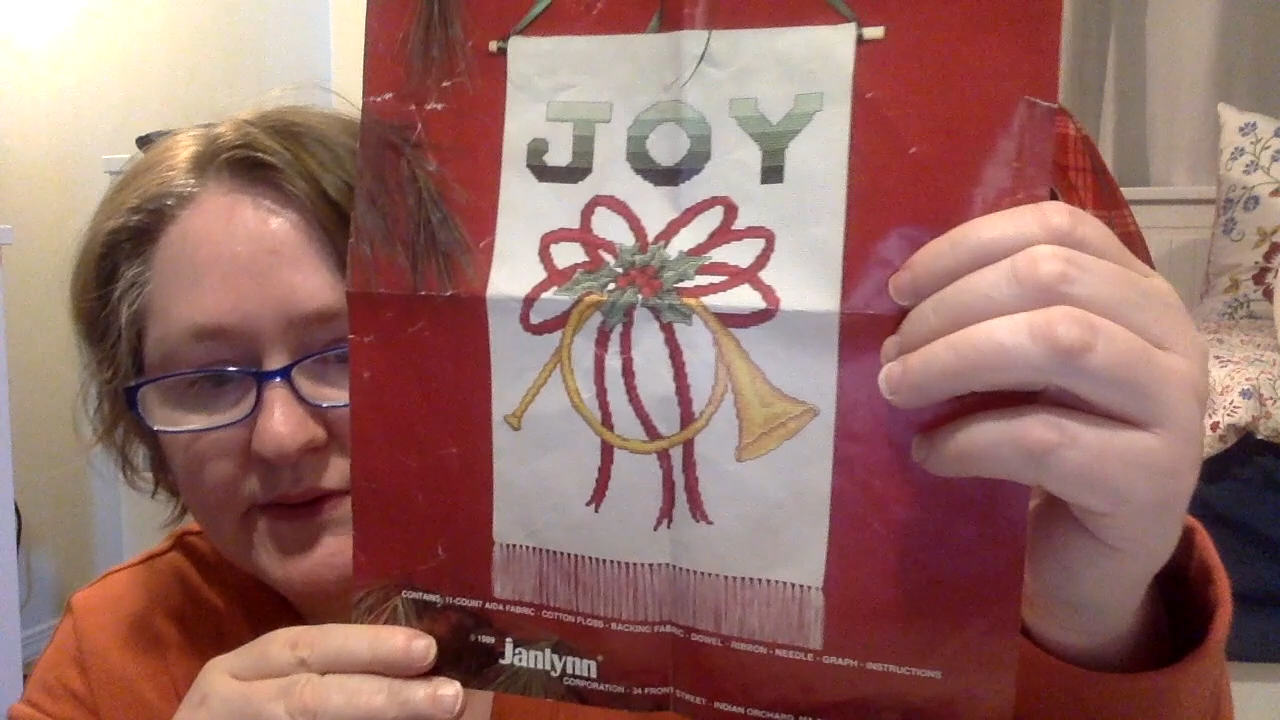 JOY
CONTAINS: 11-COUNT AIDA FABRIC - COTTON FLOSS - BACKING FABRIC - DOWEL - RIBBON - NEEDLE - GRAPH - INSTRUCTIONS
© 1989 Janlynn®
CORPORATION - 34 FRONT STREET - INDIAN ORCHARD,